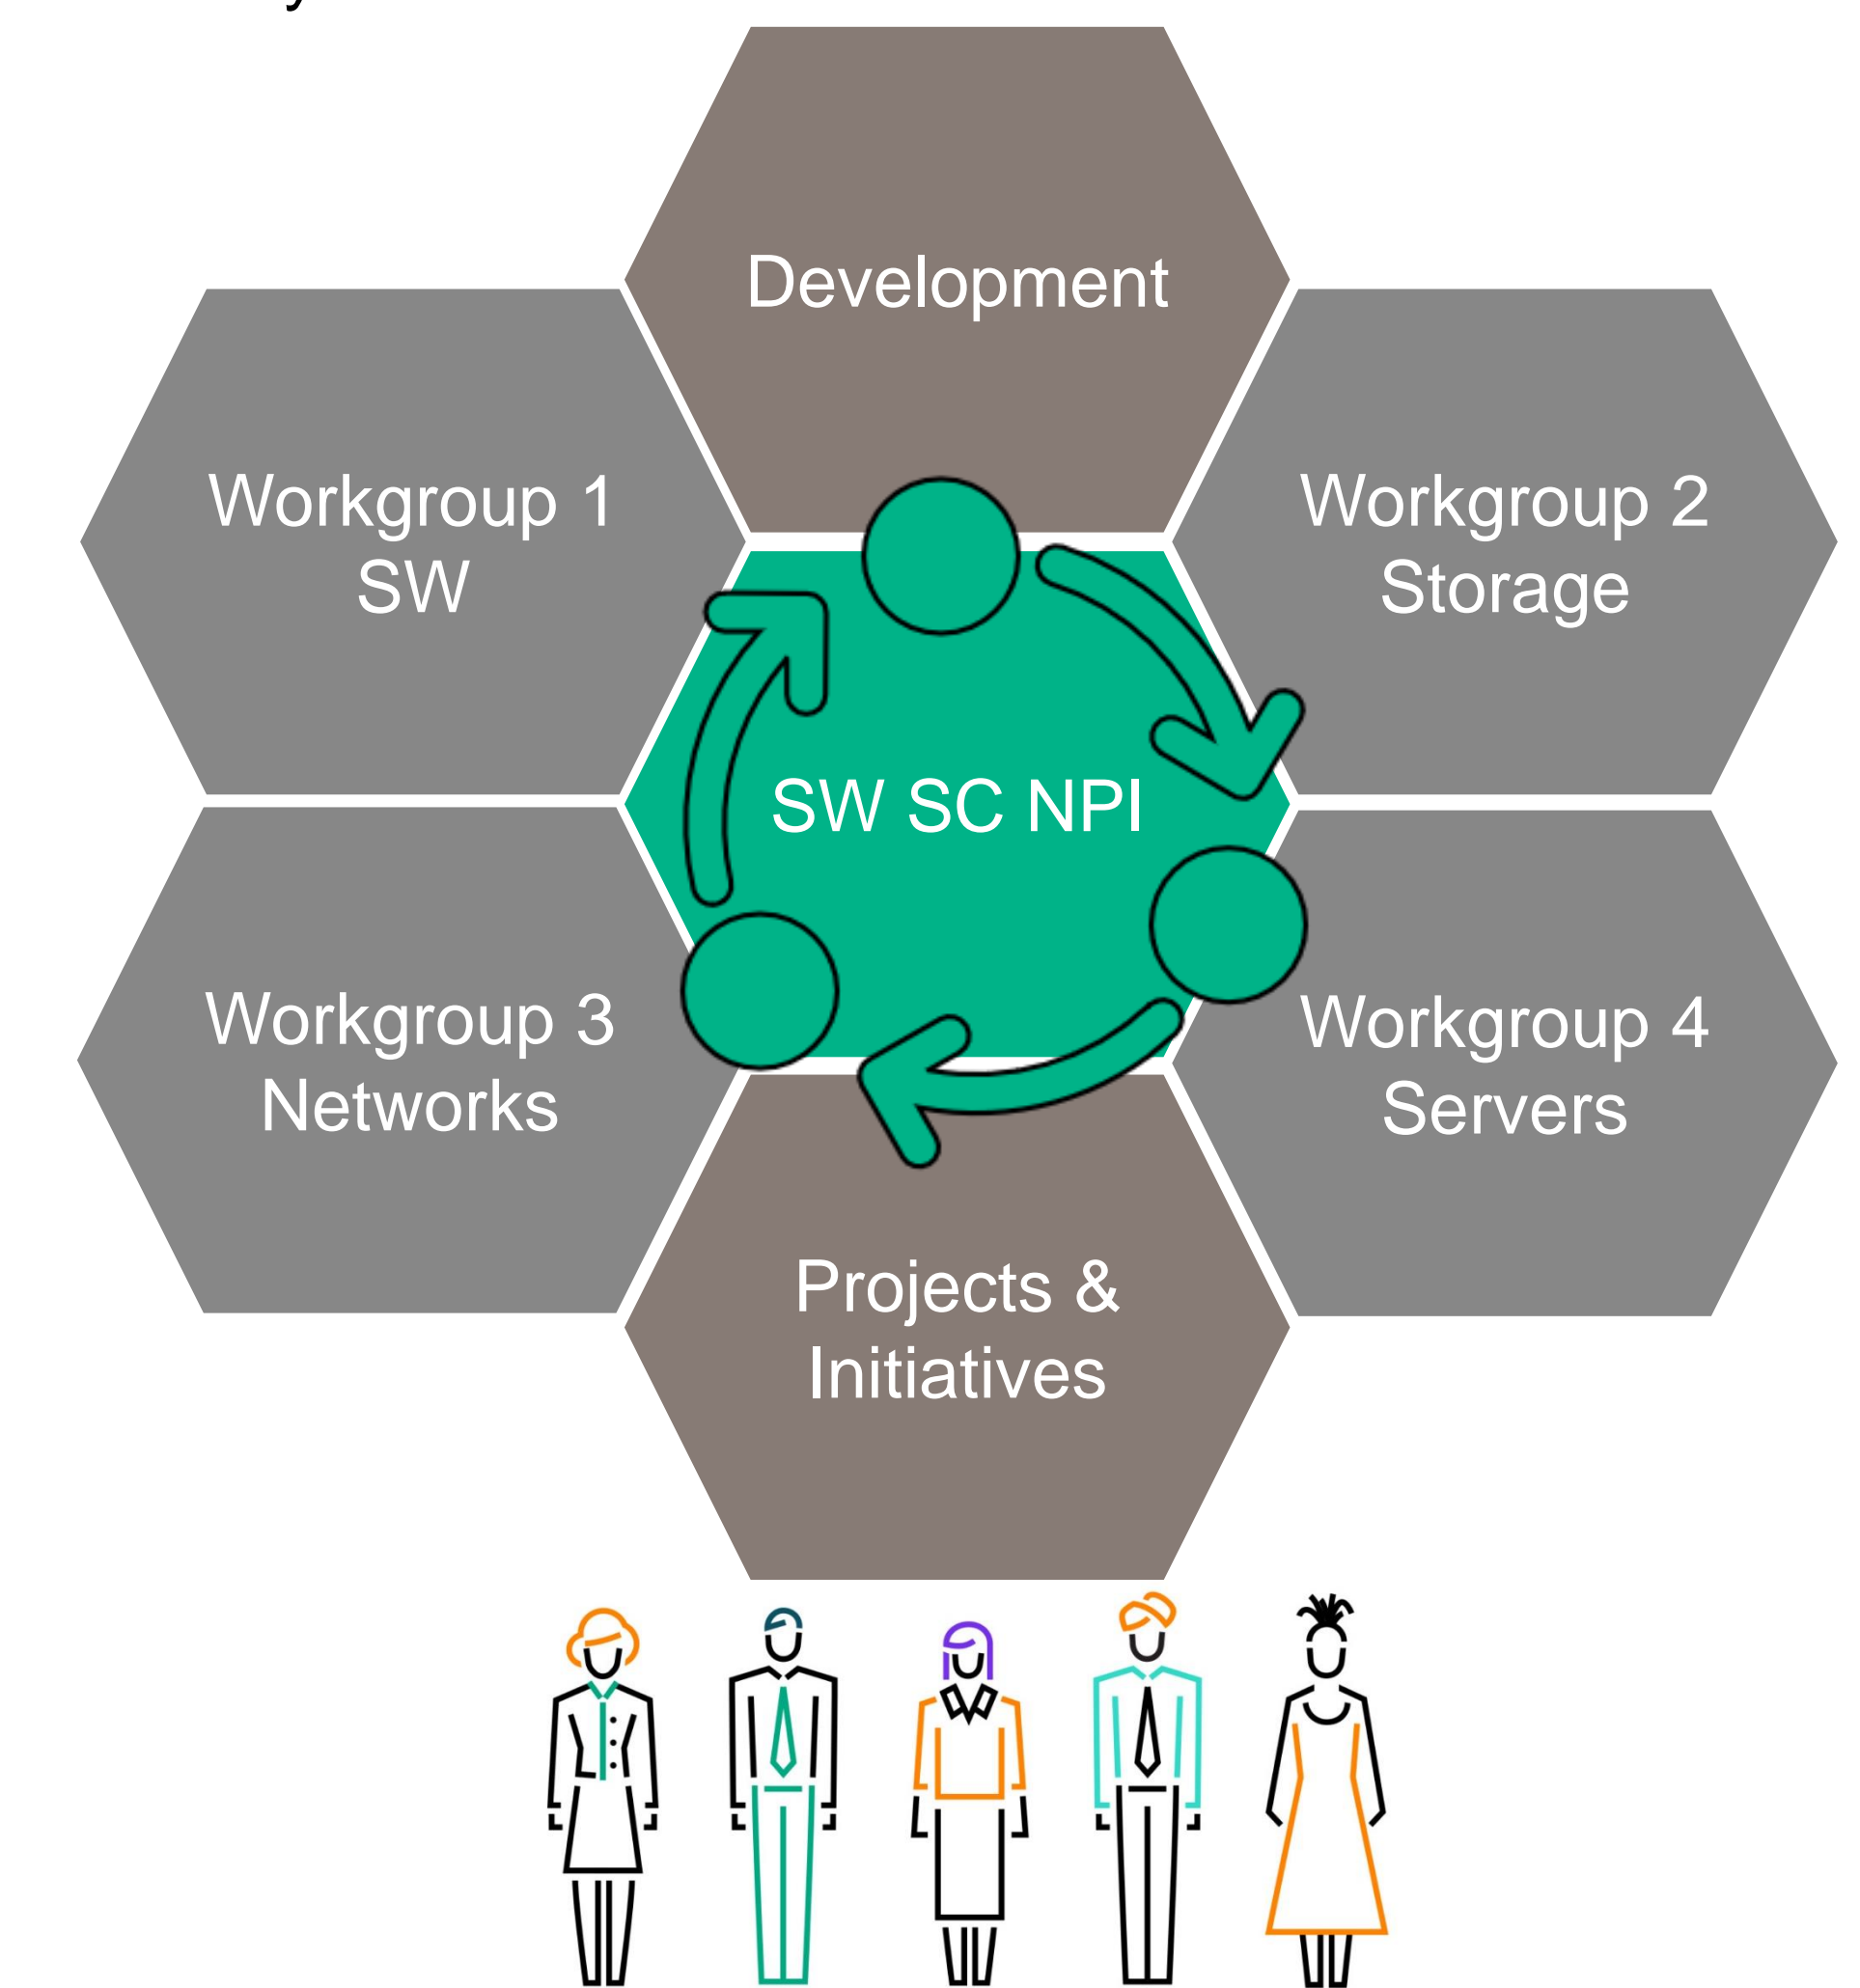 Development
Workgroup 1
SW
Workgroup 2
Storage
SW SC NPI
Workgroup 3
Networks
Workgroup 4
Servers
Projects &
Initiatives